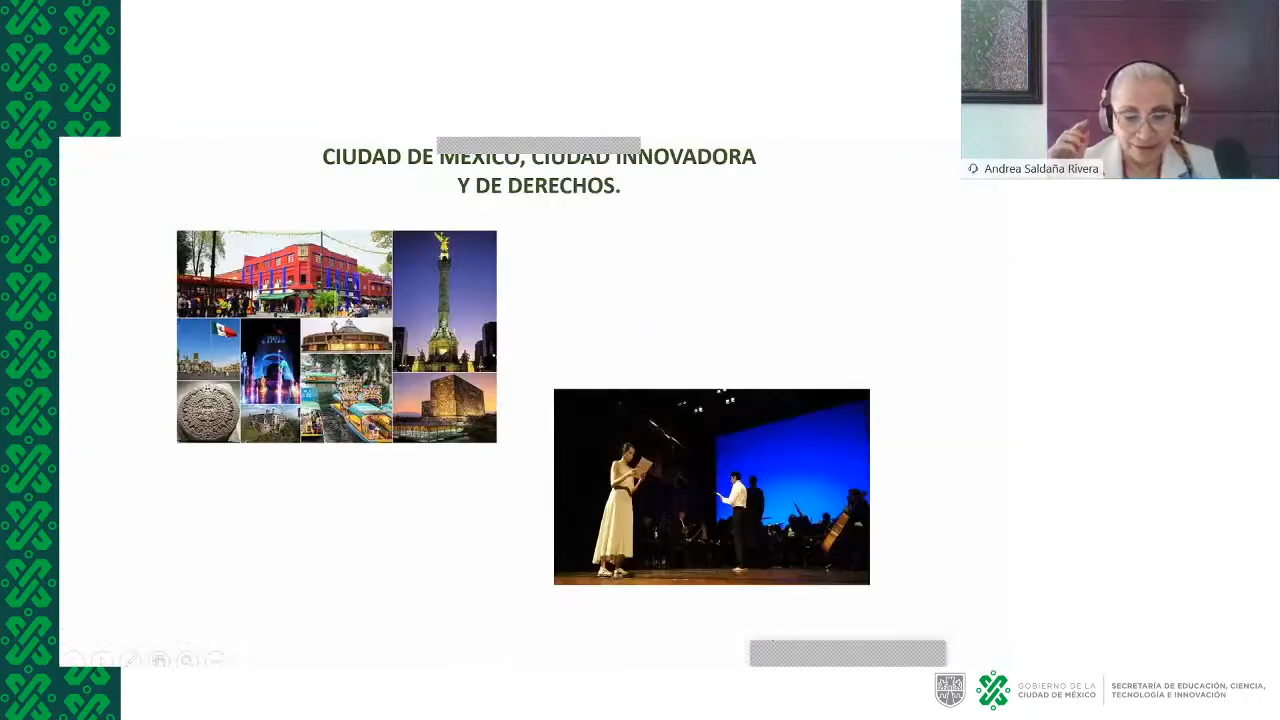 CIUDAD DE MÉXICO, CIUDAD INNOVADORA
Y DE DERECHOS.
Andrea Saldaña Rivera
GOBIERNO DE LA
CIUDAD DE MÉXICO
SECRETARÍA DE EDUCACIÓN, CIENCIA,
TECNOLOGÍA E INNOVACIÓN